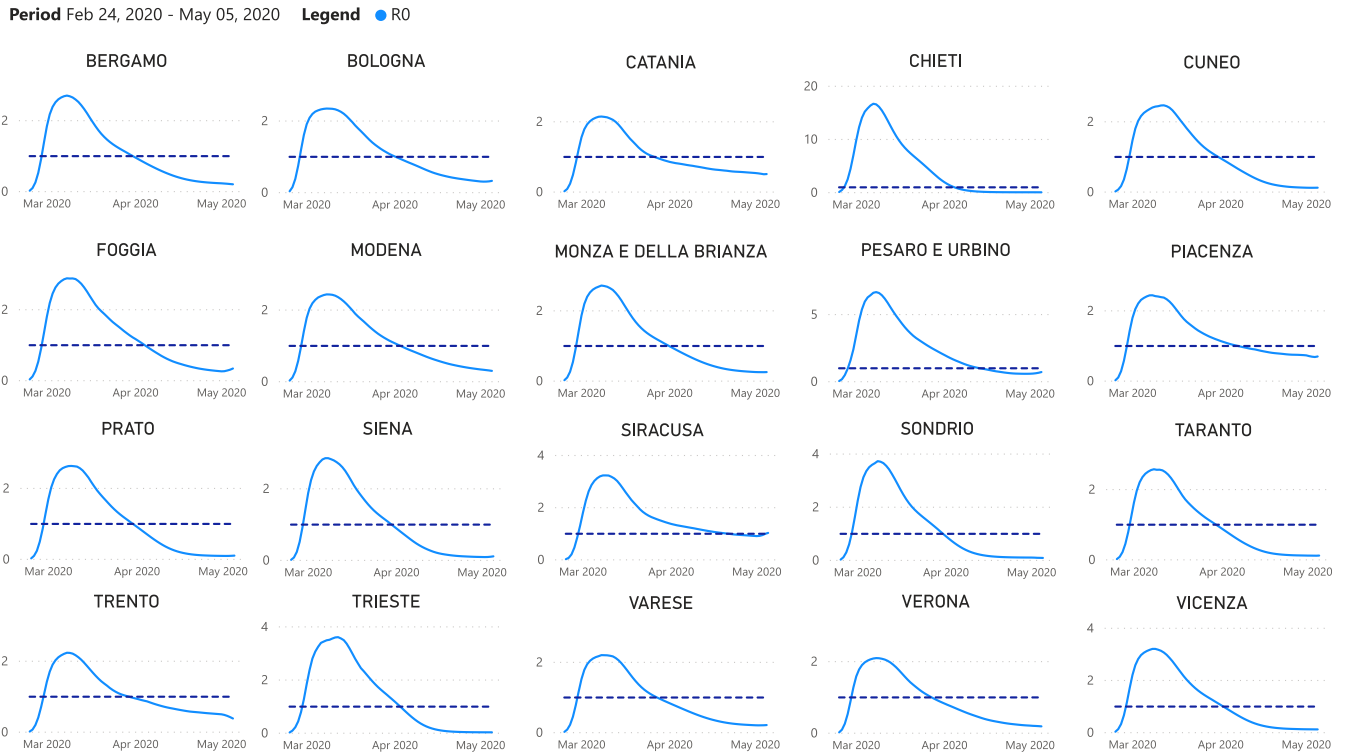 Period Feb 24, 2020 - May 05, 2020 Legend R0
BERGAMO BOLOGNA CATANIA CHIETI CUNEO
20
2 2 2 10 2
0 0 0 0 0
Mar 2020 Apr 2020 May 2020 Mar 2020 Apr 2020 May 2020 Mar 2020 Apr 2020 May 2020 Mar 2020 Apr 2020 May 2020 Mar 2020 Apr 2020 May 2020
FOGGIA MODENA MONZA E DELLA BRIANZA PESARO E URBINO PIACENZA
2 2 2 5 2
0 0 0 0 0
Mar 2020 Apr 2020 May 2020 Mar 2020 Apr 2020 May 2020 Mar 2020 Apr 2020 May 2020 Mar 2020 Apr 2020 May 2020 Mar 2020 Apr 2020 May 2020
PRATO SIENA SIRACUSA SONDRIO TARANTO
4 4
2 2 2 2 2
0 0 0 0 0
Mar 2020 Apr 2020 May 2020 Mar 2020 Apr 2020 May 2020 Mar 2020 Apr 2020 May 2020 Mar 2020 Apr 2020 May 2020 Mar 2020 Apr 2020 May 2020
TRENTO TRIESTE VARESE VERONA VICENZA
4 4
2 2 2 2 2
0 0 0 0 0
Mar 2020 Apr 2020 May 2020 Mar 2020 Apr 2020 May 2020 Mar 2020 Apr 2020 May 2020 Mar 2020 Apr 2020 May 2020 Mar 2020 Apr 2020 May 2020